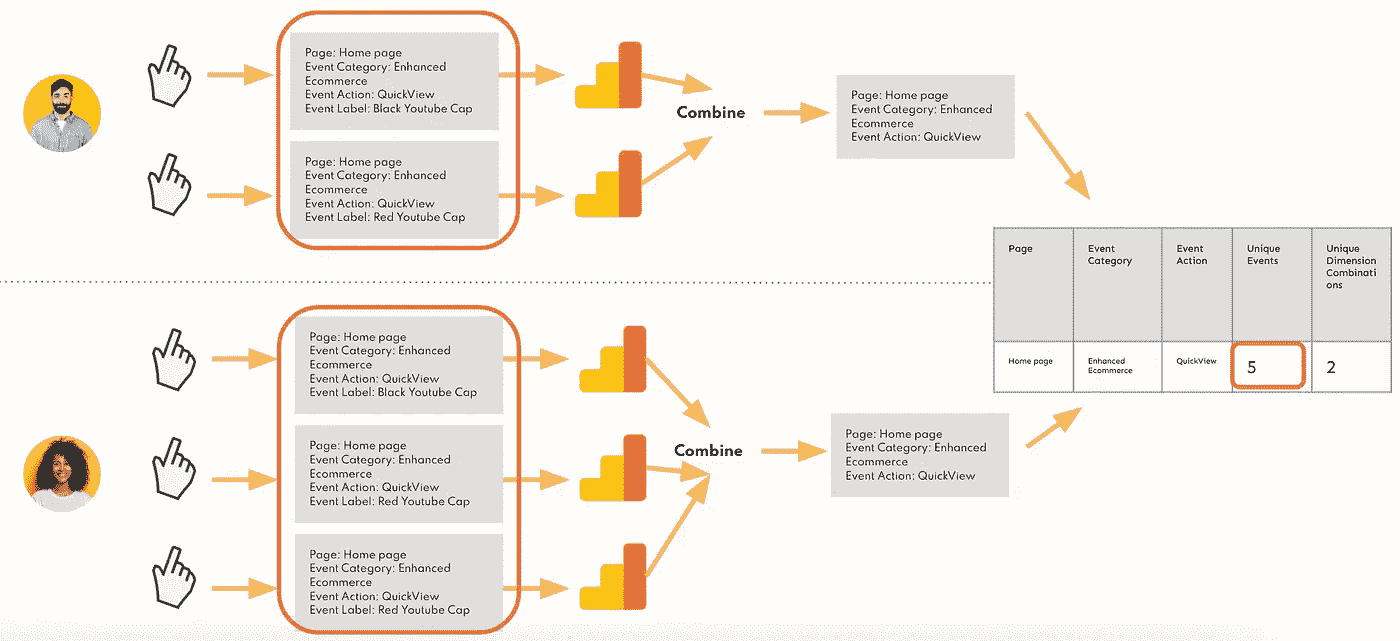 Page: Home page
Event Category: Enhanced
Ecommerce
Event Action: QuickView
Event Label: Black Youtube Cap
Page: Home page
Event Category: Enhanced
Ecommerce
Event Action: QuickView
Event Label: Red Youtube Cap
Combine
Page: Home page
Event Category: Enhanced
Ecommerce
Event Action: QuickView
Page
Event
Category
Event
Action
Unique
Events
Unique
Dimension
Combinati
ons
Home page
Enhanced
Ecommerce
QuickView
5
2
Page: Home page
Event Category: Enhanced
Ecommerce
Event Action: QuickView
Event Label: Black Youtube Cap
Page: Home page
Event Category: Enhanced
Ecommerce
Event Action: QuickView
Event Label: Red Youtube Cap
Page: Home page
Event Category: Enhanced
Ecommerce
Event Action: QuickView
Event Label: Red Youtube Cap
Combine
Page: Home page
Event Category: Enhanced
Ecommerce
Event Action: QuickView